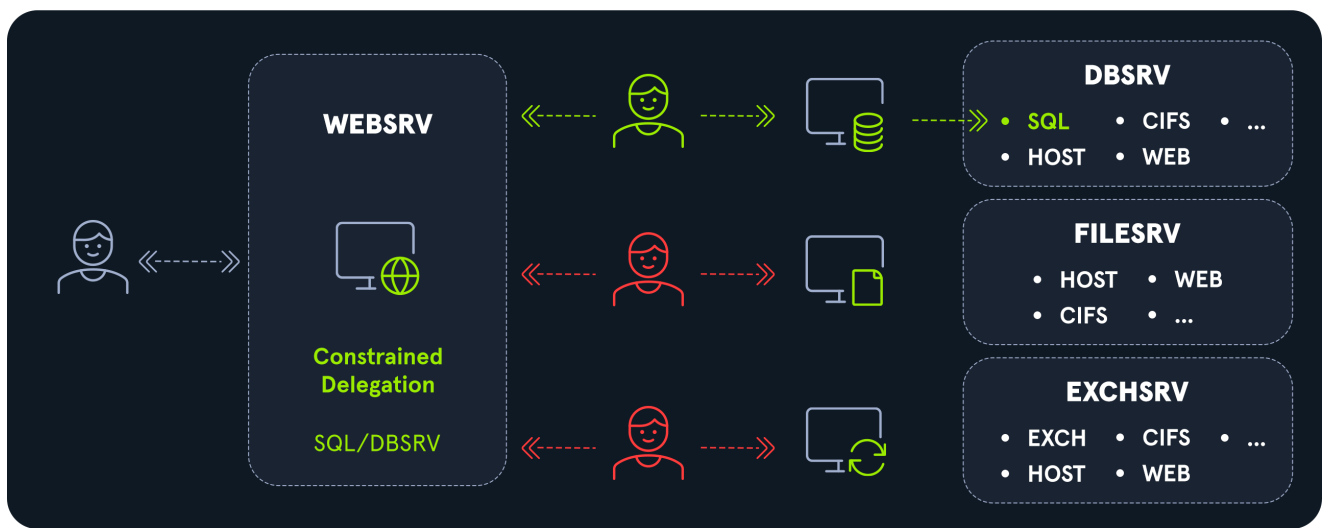 WEBSRV
Constrained
Delegation
SQL/DBSRV
DBSRV
• SQL • CIFS • ...
• HOST • WEB
FILESRV
• HOST • WEB
• CIFS • ...
EXCHSRV
• EXCH • CIFS • ...
• HOST • WEB